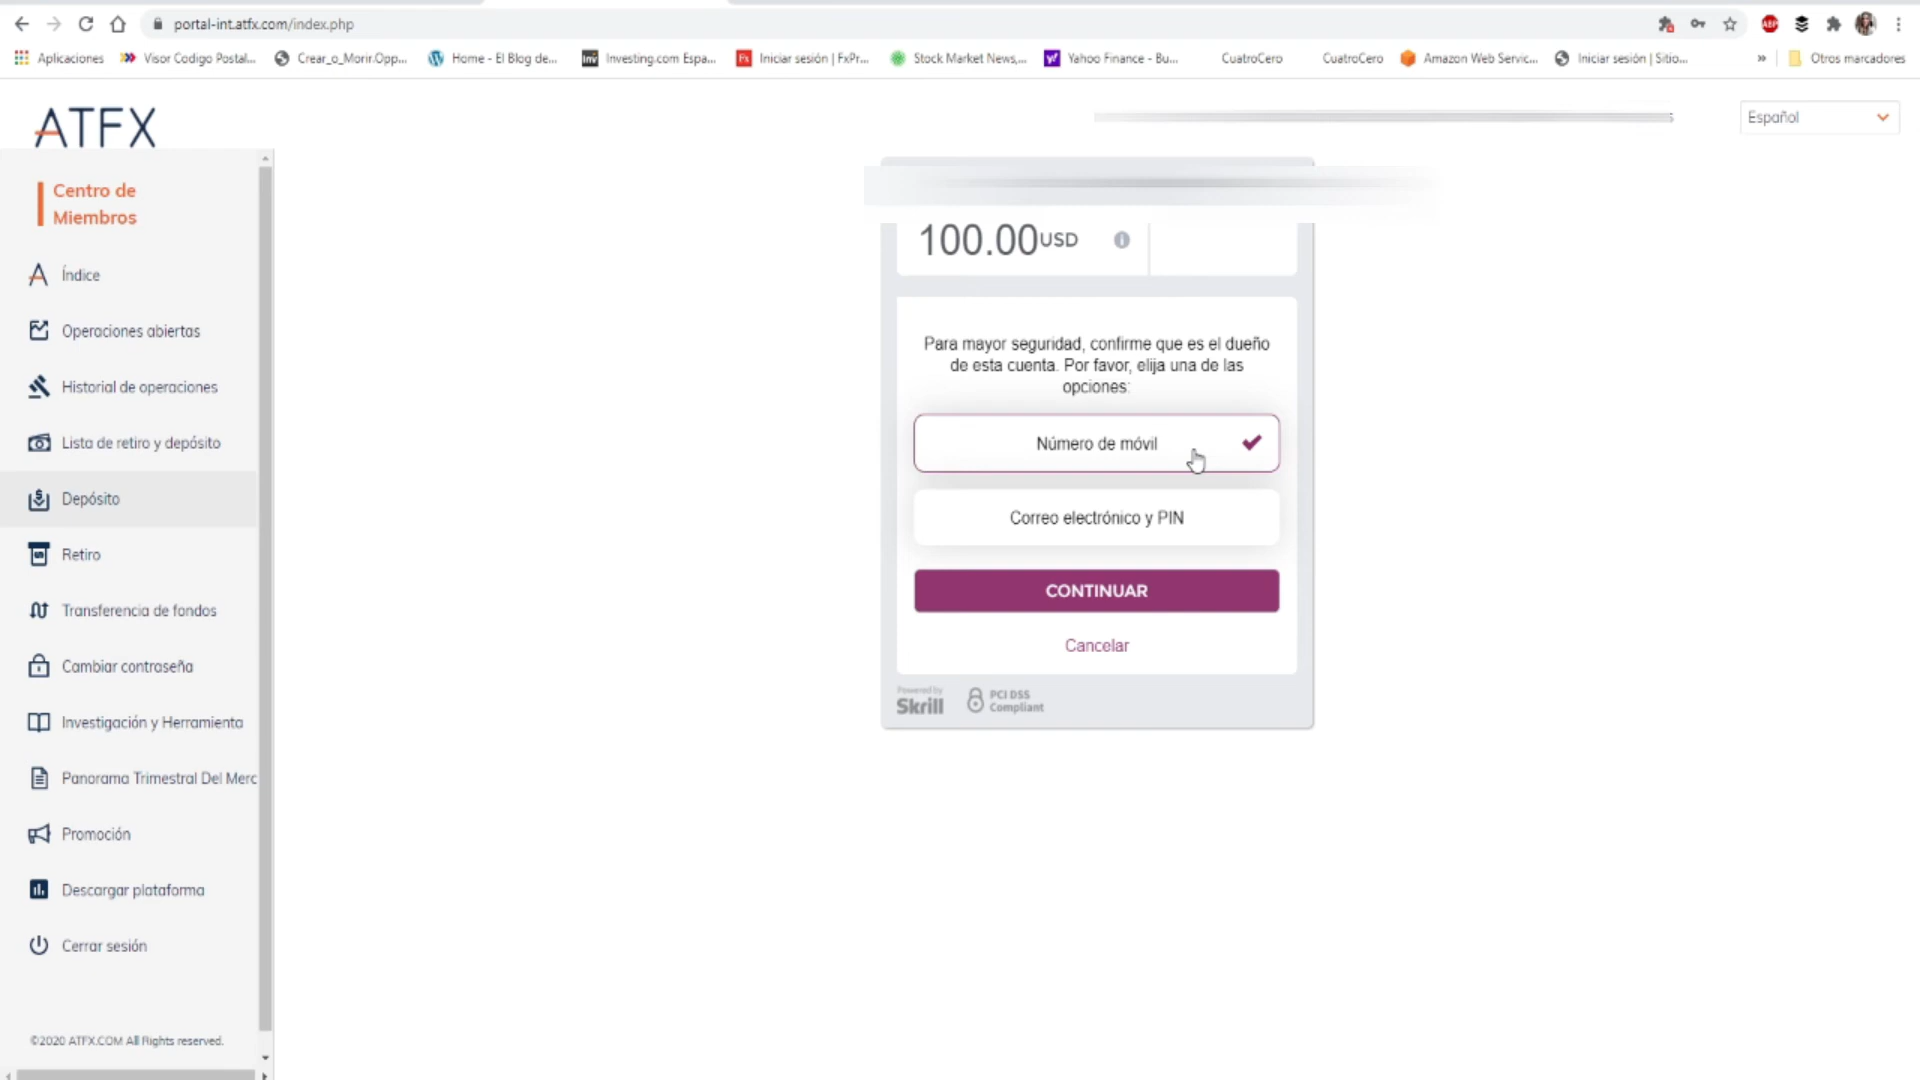 portal-int.atfx.com/index.php
ABP
Aplicaciones
Visor Codigo Postal...
Crear_o_Morir.Opp...
Home - El Blog de...
Investing.com Espa...
Iniciar sesión | FxPr...
Stock Market News,...
Yahoo Finance - Bu...
CuatroCero
CuatroCero
Amazon Web Servic...
Iniciar sesión | Sitio...
»
Otros marcadores
ATFX
Español
Centro de
Miembros
Índice
Operaciones abiertas
Historial de operaciones
Lista de retiro y depósito
Depósito
Retiro
Transferencia de fondos
Cambiar contraseña
Investigación y Herramienta
Panorama Trimestral Del Merc
Promoción
Descargar plataforma
Cerrar sesión
©2020 ATFX.COM All Rights reserved.
100.00 USD
Para mayor seguridad, confirme que es el dueño
de esta cuenta. Por favor, elija una de las
opciones:
Número de móvil
Correo electrónico y PIN
CONTINUAR
Cancelar
Powered by
Skrill
PCI DSS
Compliant